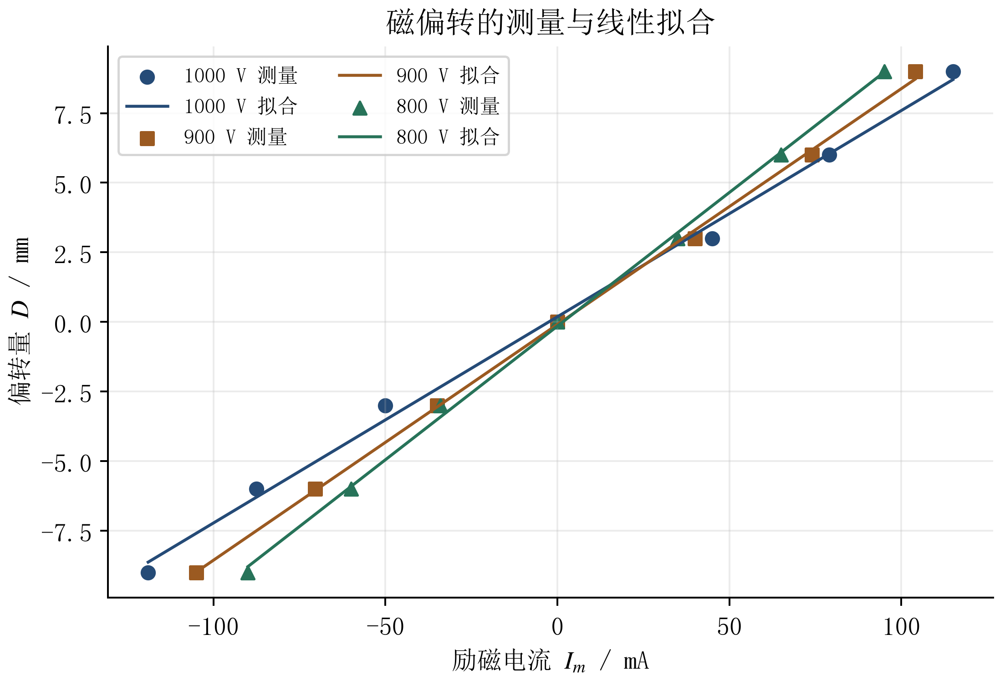 磁偏转的测量与线性拟合
1000 V 测量
1000 V 拟合
900 V 测量
900 V 拟合
800 V 测量
800 V 拟合
7.5
5.0
2.5
0.0
−2.5
−5.0
−7.5
偏转量 D / mm
−100
−50
0
50
100
励磁电流 Im / mA